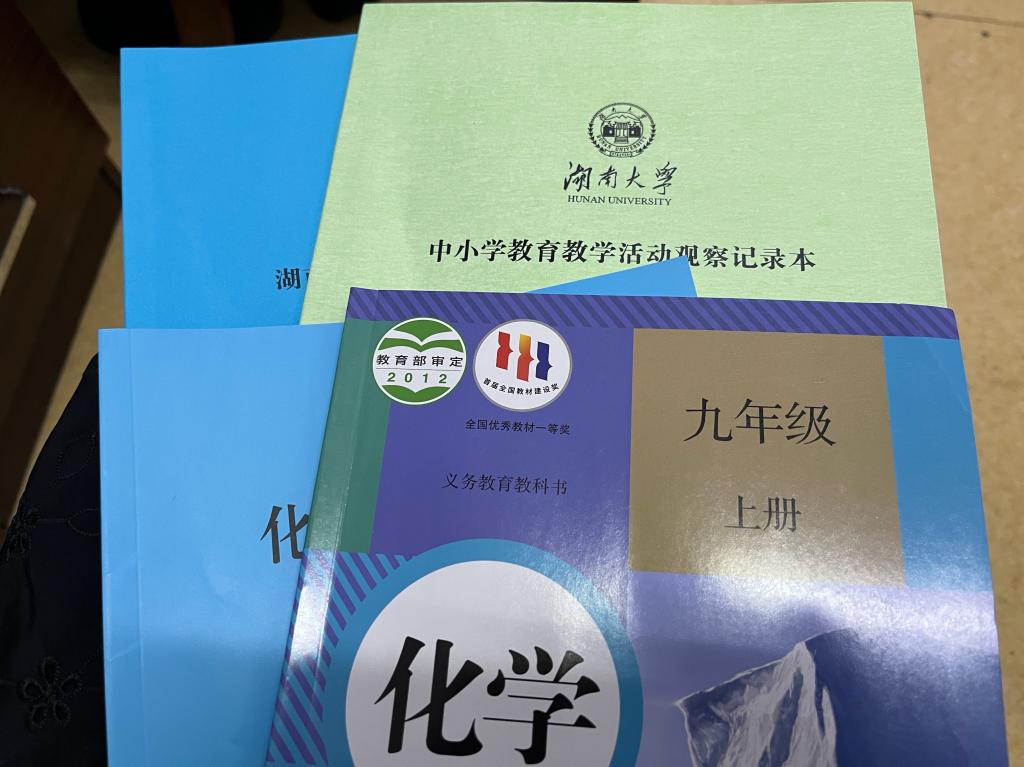 湖南大學
HUNAN UNIVERSITY
中小学教育教学活动观察记录本
湖
教育部审定
2012
首届全国教材建设奖
全国优秀教材一等奖
义务教育教科书
九年级
上册
化
化学